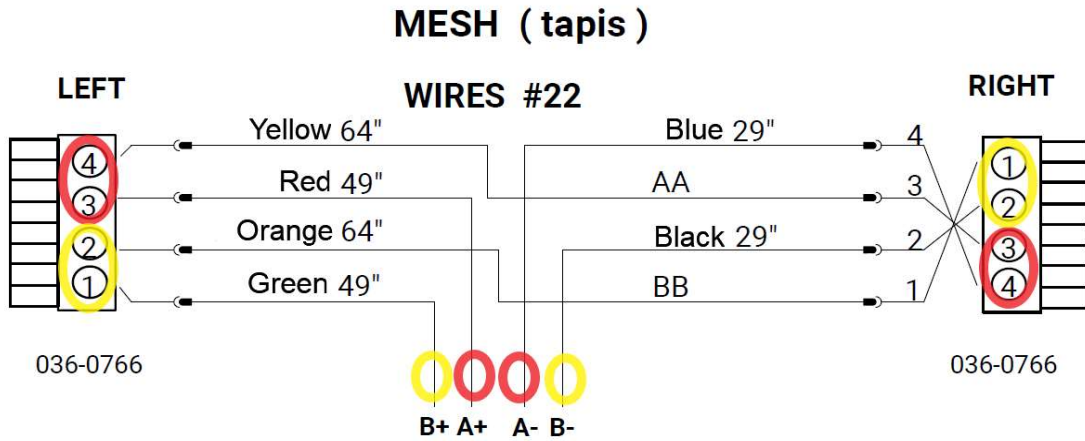 MESH ( tapis )
LEFT
WIRES #22
RIGHT
Yellow 64"
Blue 29"
4
4
1
Red 49"
AA
3
3
2
Orange 64"
Black 29"
2
2
3
Green 49"
BB
1
1
4
036-0766
036-0766
B+ A+ A- B-